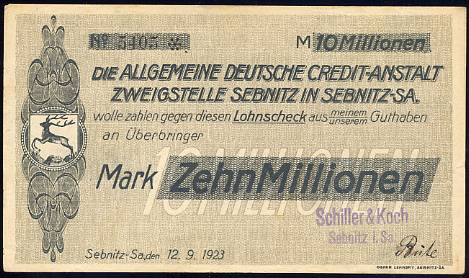 No 5405 *
M 10 Millionen
DIE ALLGEMEINE DEUTSCHE CREDIT-ANSTALT
ZWEIGSTELLE SEBNITZ IN SEBNITZ-SA.
wolle zahlen gegen diesen Lohnscheck aus meinem unserem Guthaben
an Überbringer
10 MILLIONEN
Mark ZehnMillionen
Schiller & Koch
Sebnitz i. Sa.
Sebnitz-Sa, den 12. 9. 1923